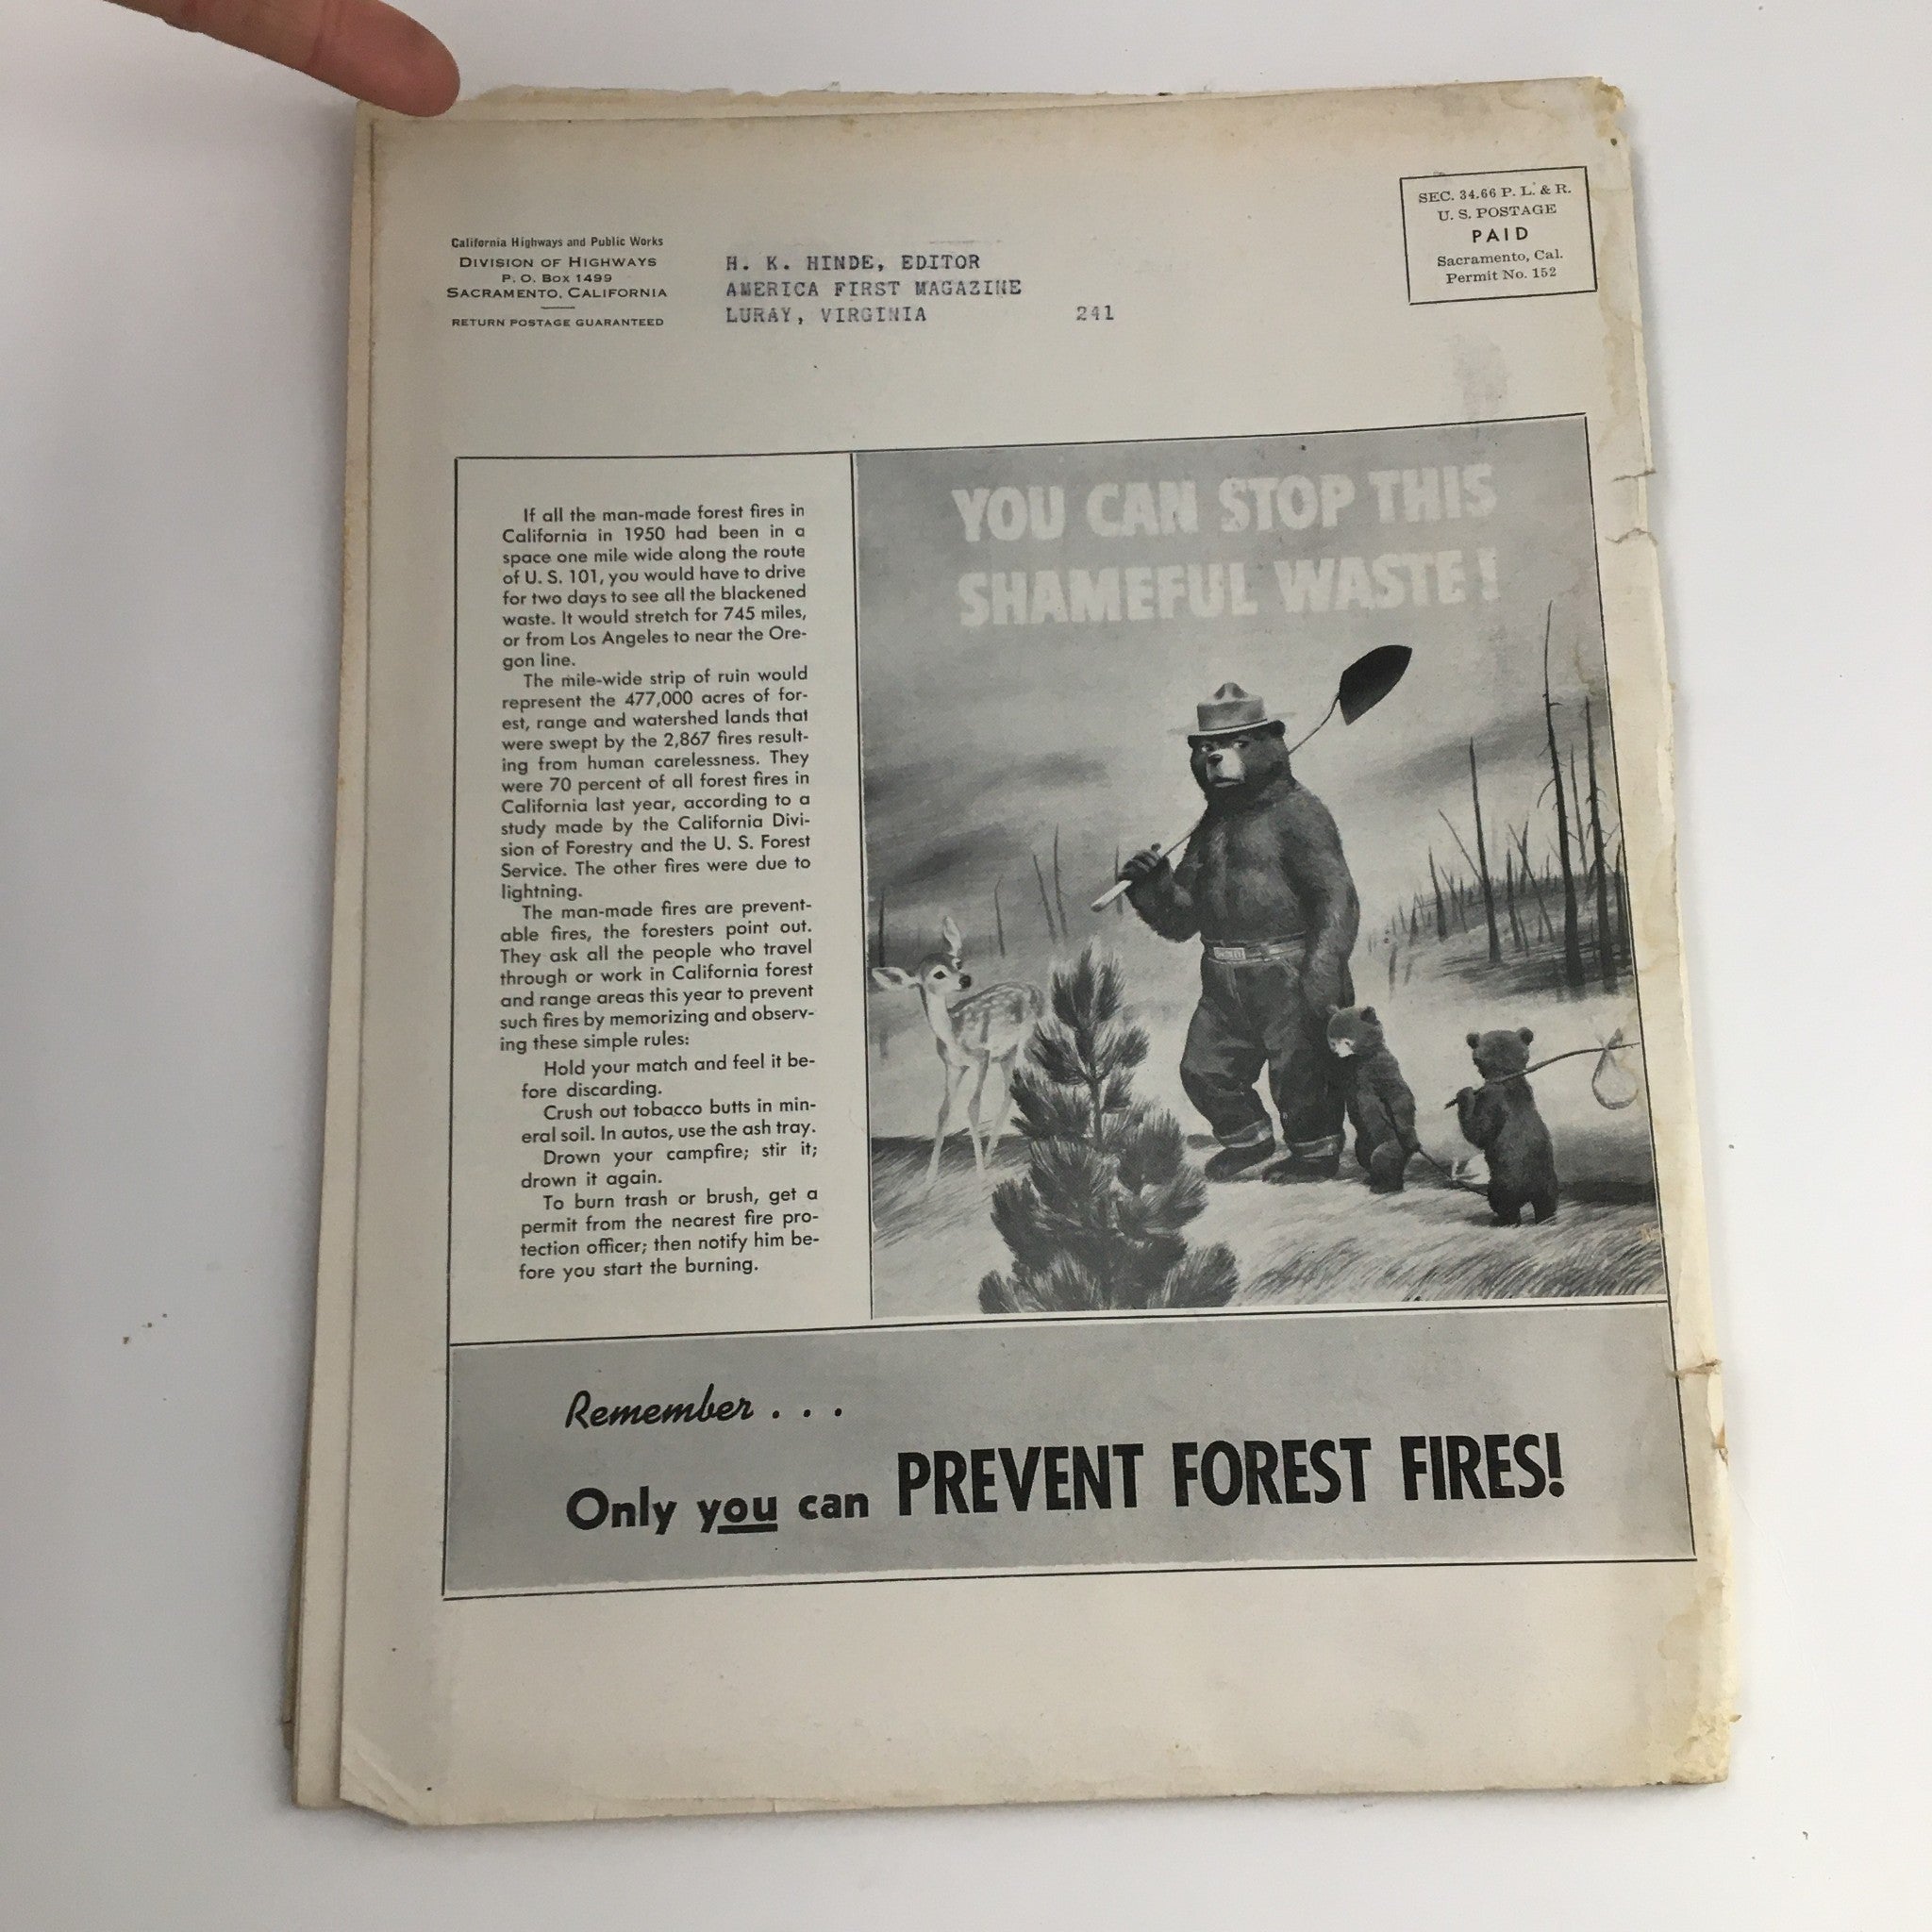 California Highways and Public Works
DIVISION OF HIGHWAYS
P. O. BOX 1499
SACRAMENTO, CALIFORNIA
RETURN POSTAGE GUARANTEED
H. K. HINDE, EDITOR
AMERICA FIRST MAGAZINE
LURAY, VIRGINIA 241
SEC. 34.66 P. L. & R.
U. S. POSTAGE
PAID
Sacramento, Cal.
Permit No. 152
If all the man-made forest fires in
California in 1950 had been in a
space one mile wide along the route
of U. S. 101, you would have to drive
for two days to see all the blackened
waste. It would stretch for 745 miles,
or from Los Angeles to near the Ore-
gon line.
The mile-wide strip of ruin would
represent the 477,000 acres of for-
est, range and watershed lands that
were swept by the 2,867 fires result-
ing from human carelessness. They
were 70 percent of all forest fires in
California last year, according to a
study made by the California Divi-
sion of Forestry and the U. S. Forest
Service. The other fires were due to
lightning.
The man-made fires are prevent-
able fires, the foresters point out.
They ask all the people who travel
through or work in California forest
and range areas this year to prevent
such fires by memorizing and observ-
ing these simple rules:
Hold your match and feel it be-
fore discarding.
Crush out tobacco butts in min-
eral soil. In autos, use the ash tray.
Drown your campfire; stir it;
drown it again.
To burn trash or brush, get a
permit from the nearest fire pro-
tection officer; then notify him be-
fore you start the burning.
YOU CAN STOP THIS
SHAMEFUL WASTE!
Remember . . .
Only you can PREVENT FOREST FIRES!